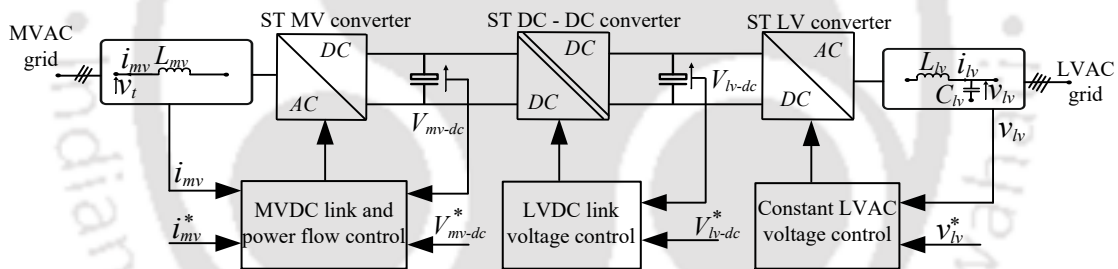 ST MV converter
ST DC - DC converter
ST LV converter
MVAC
grid
i_mv
L_mv
v_t
DC
AC
V_mv-dc
DC
DC
V_lv-dc
AC
DC
L_lv
i_lv
C_lv
v_lv
LVAC
grid
i_mv
i*_mv
MVDC link and
power flow control
V*_mv-dc
LVDC link
voltage control
V*_lv-dc
Constant LVAC
voltage control
v_lv
v*_lv